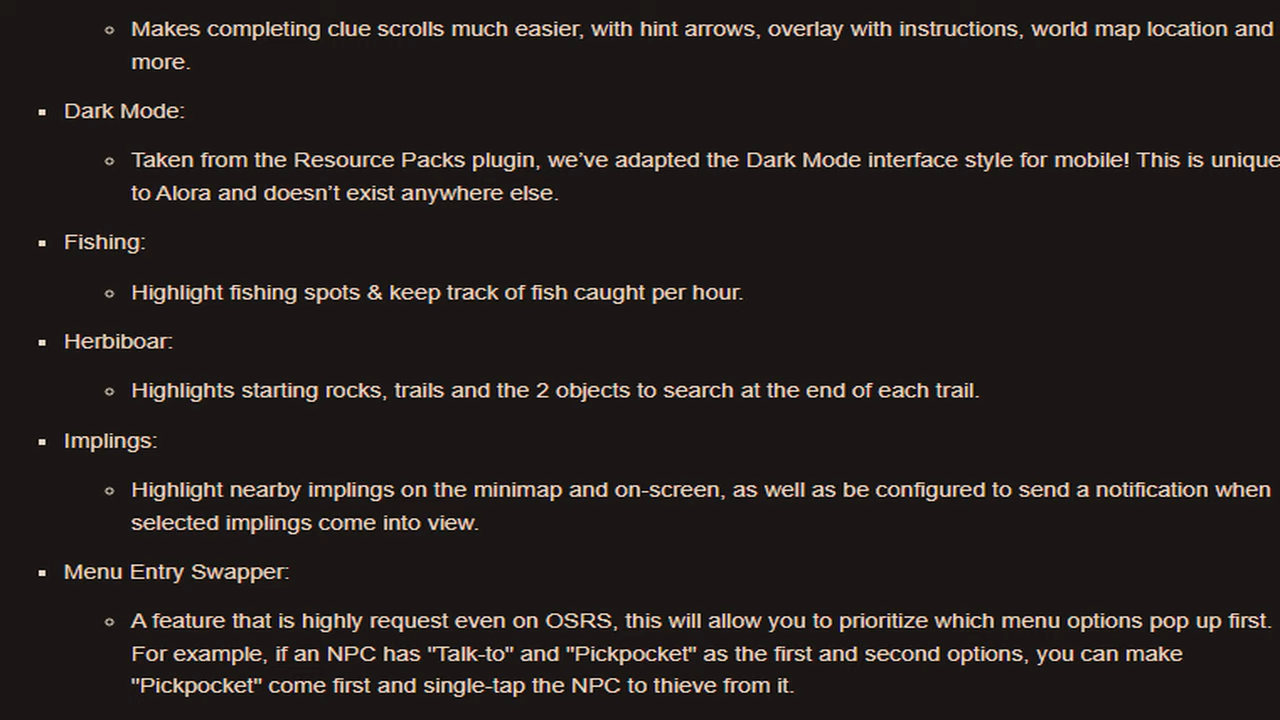 Makes completing clue scrolls much easier, with hint arrows, overlay with instructions, world map location and
more.
Dark Mode:
Taken from the Resource Packs plugin, we’ve adapted the Dark Mode interface style for mobile! This is unique
to Alora and doesn’t exist anywhere else.
Fishing:
Highlight fishing spots & keep track of fish caught per hour.
Herbiboar:
Highlights starting rocks, trails and the 2 objects to search at the end of each trail.
Implings:
Highlight nearby implings on the minimap and on-screen, as well as be configured to send a notification when
selected implings come into view.
Menu Entry Swapper:
A feature that is highly request even on OSRS, this will allow you to prioritize which menu options pop up first.
For example, if an NPC has "Talk-to" and "Pickpocket" as the first and second options, you can make
"Pickpocket" come first and single-tap the NPC to thieve from it.